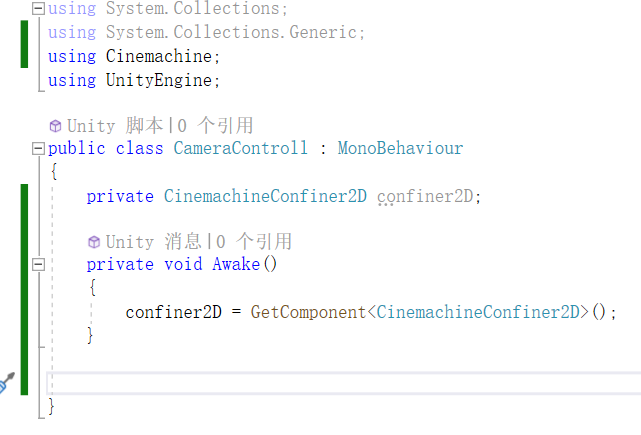 using System.Collections;
using System.Collections.Generic;
using Cinemachine;
using UnityEngine;
Unity 脚本|0 个引用
public class CameraControll : MonoBehaviour
{
private CinemachineConfiner2D confiner2D;
Unity 消息|0 个引用
private void Awake()
{
confiner2D = GetComponent<CinemachineConfiner2D>();
}
}